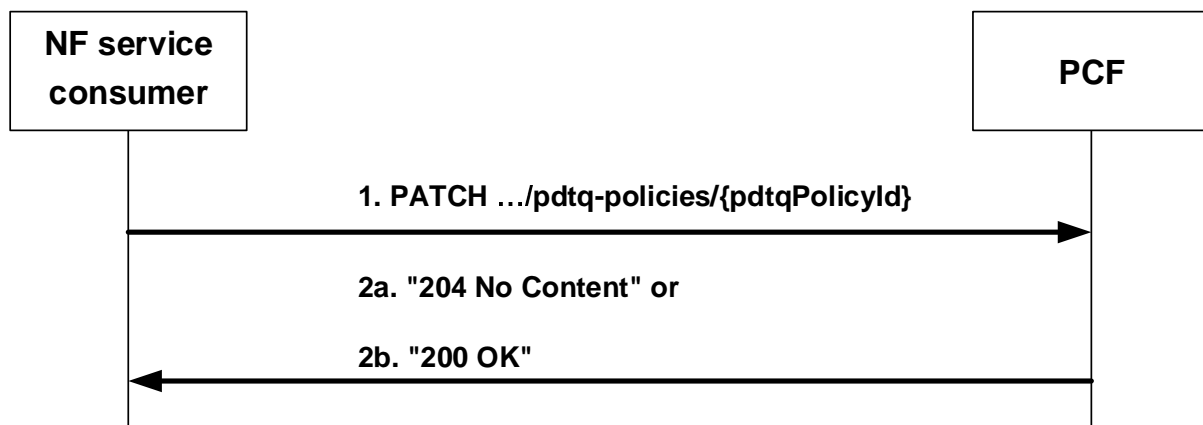 NF service
consumer
PCF
1. PATCH …/pdtq-policies/{pdtqPolicyId}
2a. "204 No Content" or
2b. "200 OK"